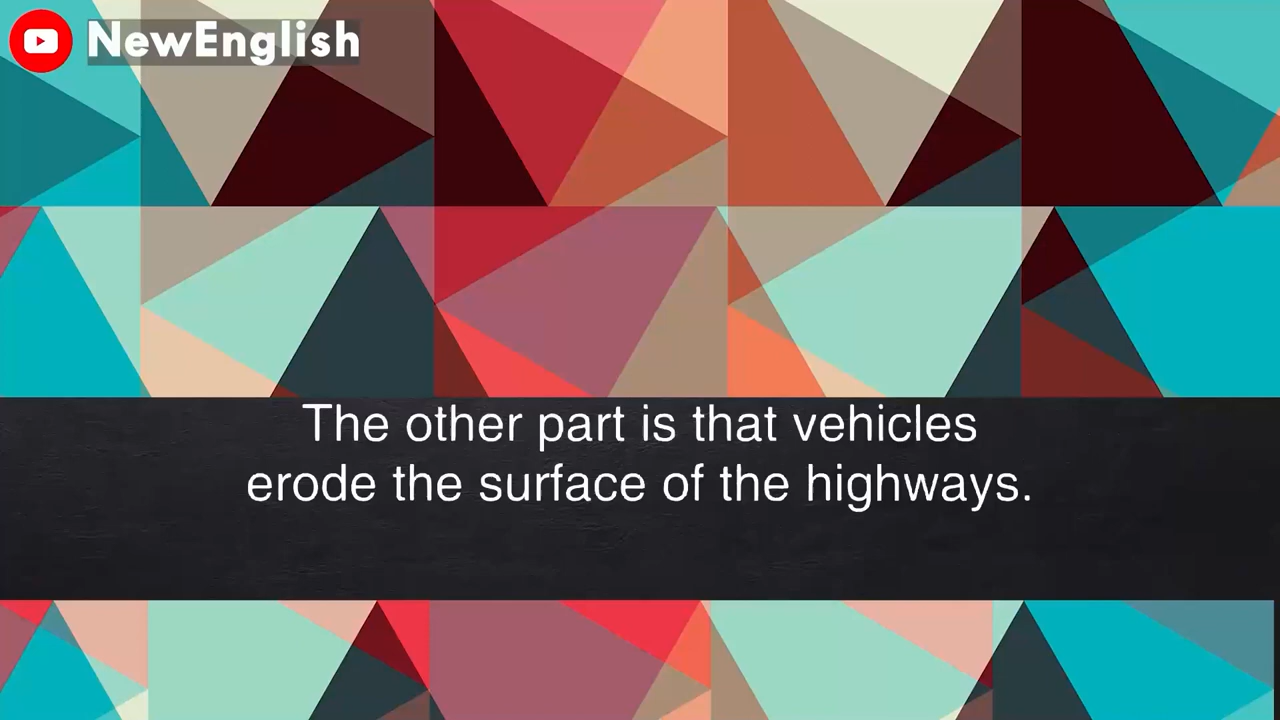 NewEnglish
The other part is that vehicles
erode the surface of the highways.